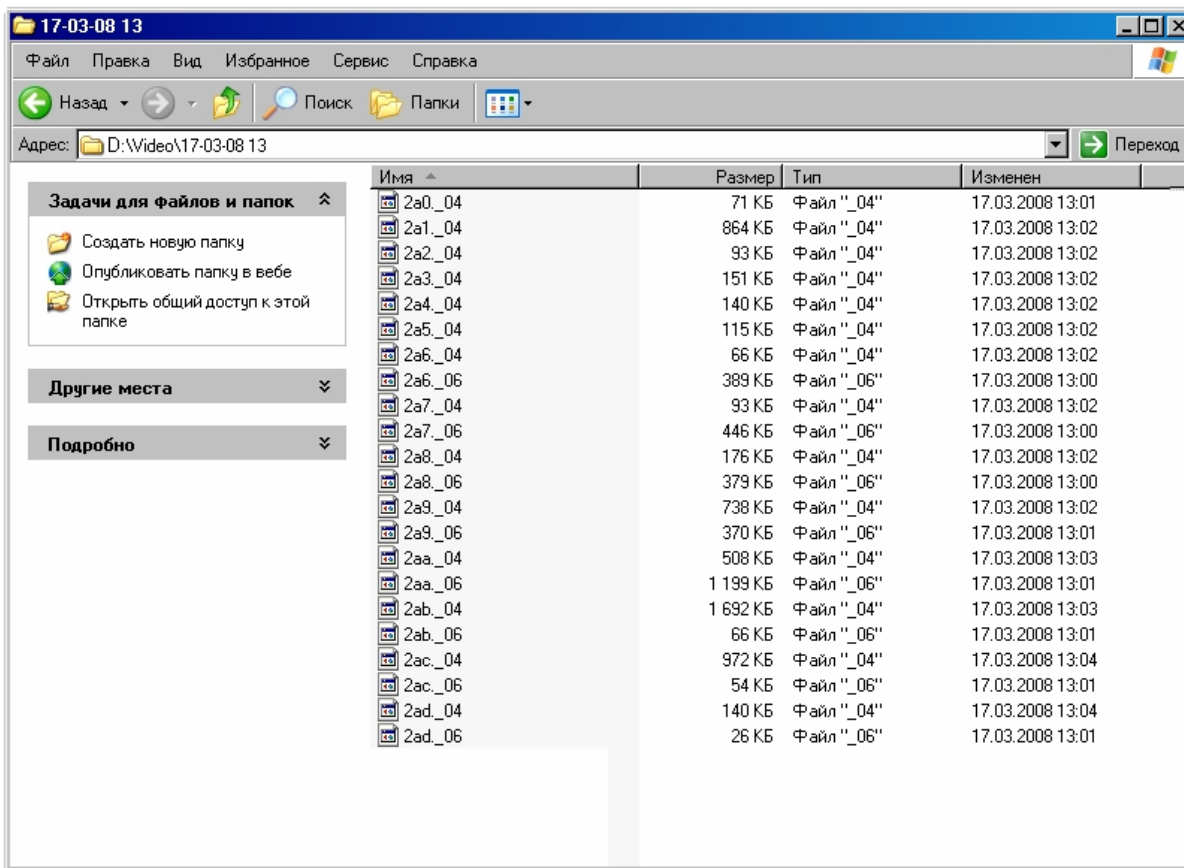 17-03-08 13
Файл Правка Вид Избранное Сервис Справка
Назад Поиск Папки
Адрес: D:\Video\17-03-08 13 Переход
Задачи для файлов и папок
Создать новую папку
Опубликовать папку в вебе
Открыть общий доступ к этой
папке
Другие места
Подробно
Имя Размер Тип Изменен
2a0._04 71 КБ Файл "_04" 17.03.2008 13:01
2a1._04 864 КБ Файл "_04" 17.03.2008 13:02
2a2._04 93 КБ Файл "_04" 17.03.2008 13:02
2a3._04 151 КБ Файл "_04" 17.03.2008 13:02
2a4._04 140 КБ Файл "_04" 17.03.2008 13:02
2a5._04 115 КБ Файл "_04" 17.03.2008 13:02
2a6._04 66 КБ Файл "_04" 17.03.2008 13:02
2a6._06 389 КБ Файл "_06" 17.03.2008 13:00
2a7._04 93 КБ Файл "_04" 17.03.2008 13:02
2a7._06 446 КБ Файл "_06" 17.03.2008 13:00
2a8._04 176 КБ Файл "_04" 17.03.2008 13:02
2a8._06 379 КБ Файл "_06" 17.03.2008 13:00
2a9._04 738 КБ Файл "_04" 17.03.2008 13:02
2a9._06 370 КБ Файл "_06" 17.03.2008 13:01
2aa._04 508 КБ Файл "_04" 17.03.2008 13:03
2aa._06 1 199 КБ Файл "_06" 17.03.2008 13:01
2ab._04 1 692 КБ Файл "_04" 17.03.2008 13:03
2ab._06 66 КБ Файл "_06" 17.03.2008 13:01
2ac._04 972 КБ Файл "_04" 17.03.2008 13:04
2ac._06 54 КБ Файл "_06" 17.03.2008 13:01
2ad._04 140 КБ Файл "_04" 17.03.2008 13:04
2ad._06 26 КБ Файл "_06" 17.03.2008 13:01